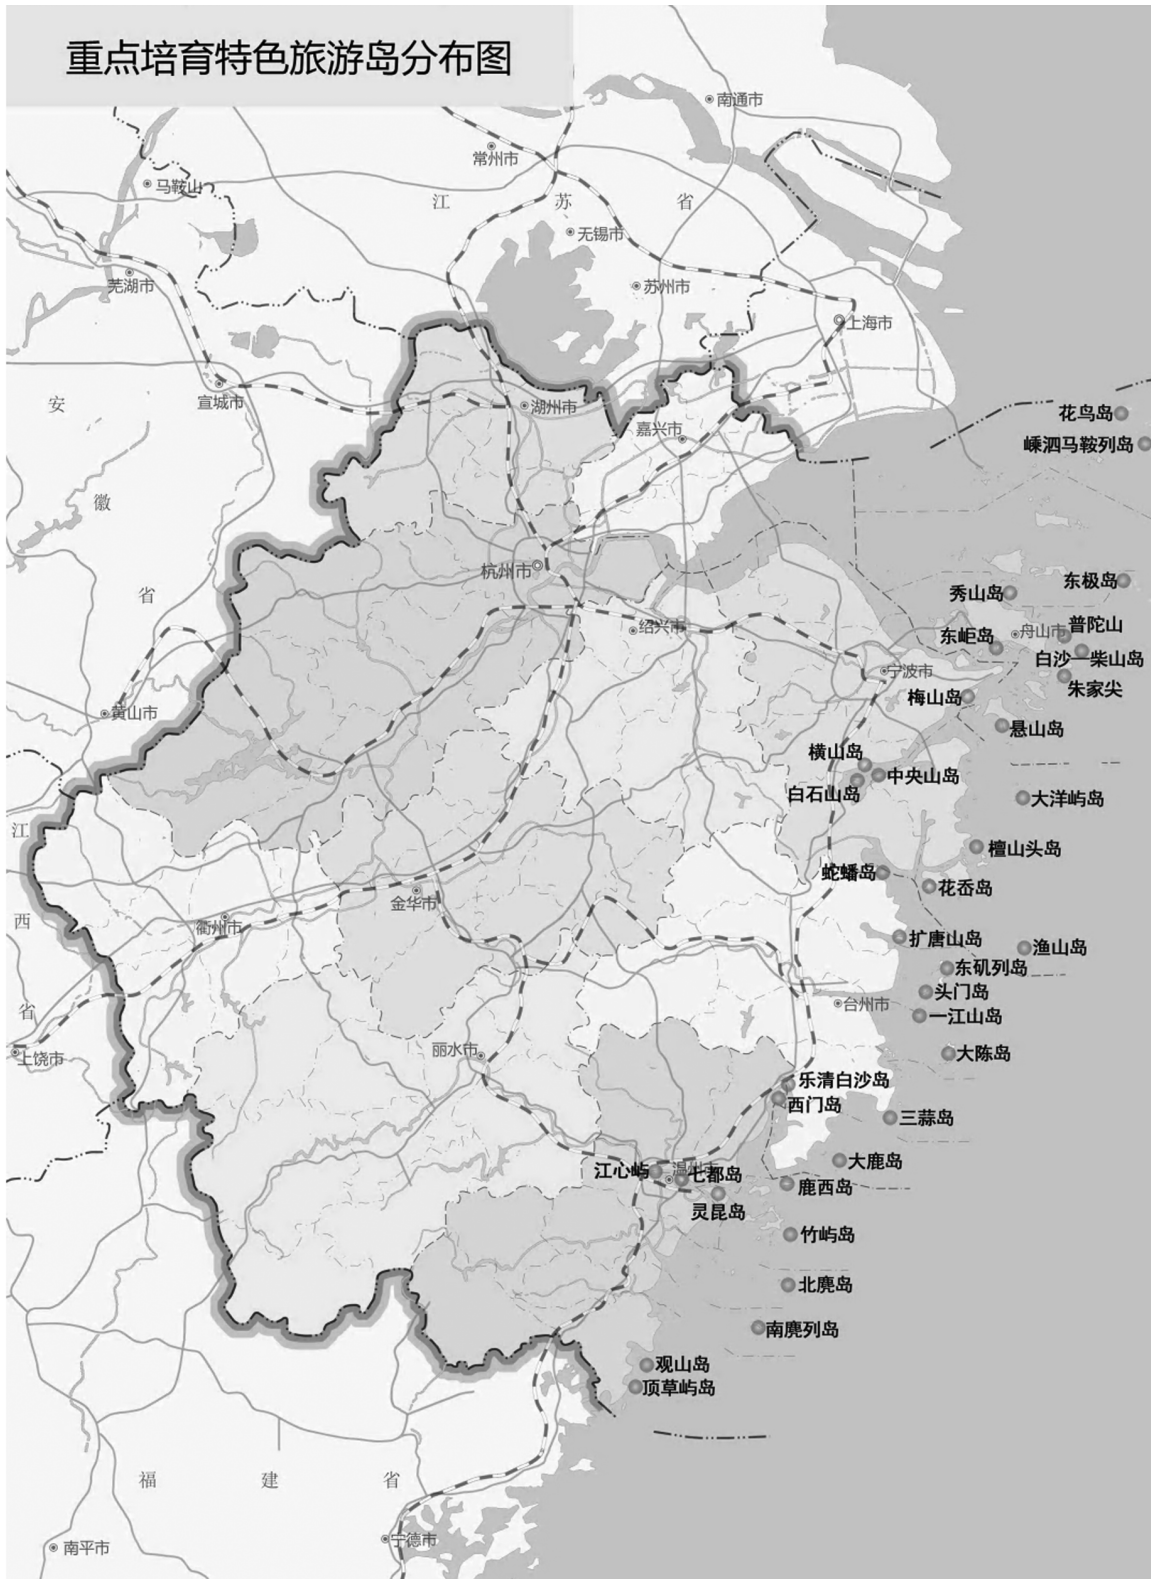 重点培育特色旅游岛分布图
南通市
常州市
马鞍山
江 苏 省
无锡市
芜湖市
苏州市
上海市
宣城市
安
湖州市
花鸟岛
嘉兴市
嵊泗马鞍列岛
徽
杭州市
东极岛
秀山岛
省
绍兴市
舟山市
普陀山
东岠岛
白沙—柴山岛
宁波市
朱家尖
梅山岛
黄山市
悬山岛
横山岛
中央山岛
白石山岛
大洋屿岛
江
檀山头岛
蛇蟠岛
花岙岛
金华市
西
衢州市
扩唐山岛
渔山岛
东矶列岛
头门岛
台州市
省
一江山岛
丽水市
大陈岛
上饶市
乐清白沙岛
西门岛
三蒜岛
大鹿岛
江心屿
温州市
七都岛
鹿西岛
灵昆岛
竹屿岛
北麂岛
南麂列岛
观山岛
顶草屿岛
福 建 省
宁德市
南平市